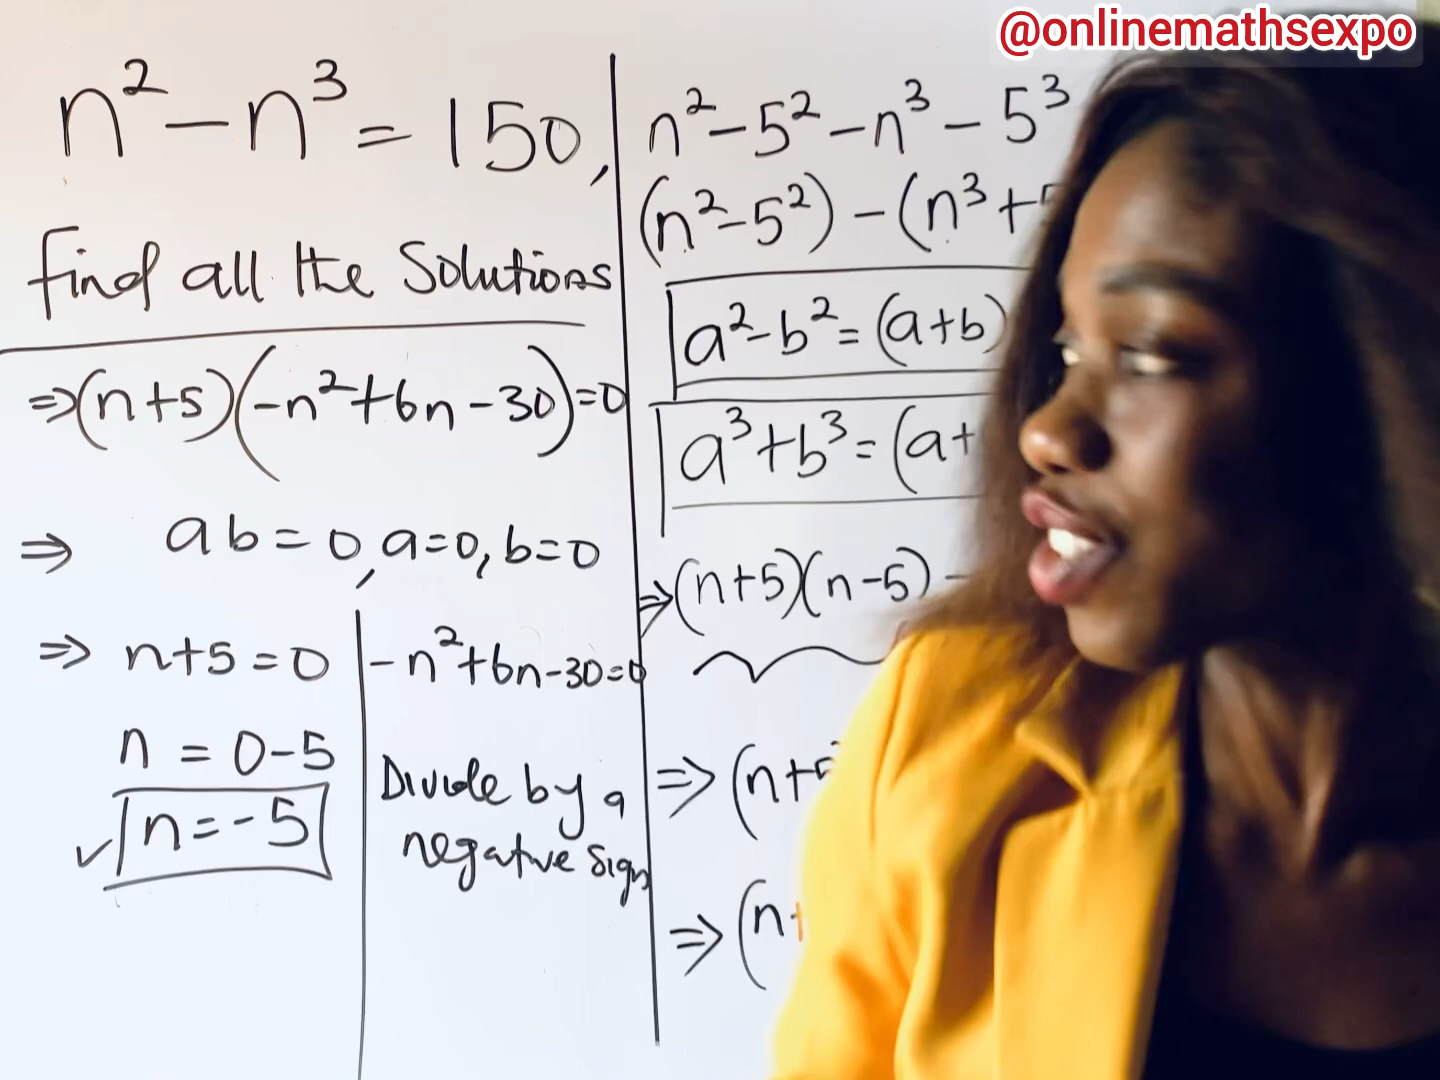 @onlinemathsexpo
n² - n³ = 150,
find all the Solutions
⇒ (n+5)(-n²+6n-30)=0
⇒ ab = 0, a=0, b=0
⇒ n+5 = 0
n = 0-5
✓ n = -5
-n²+6n-30=0
Divide by a
negative sign
n² - 5² - n³ - 5³
(n² - 5²) - (n³ +
a² - b² = (a+b)
a³ + b³ = (a+
⇒ (n+5)(n-5) -
⇒ (n+5
⇒ (n+